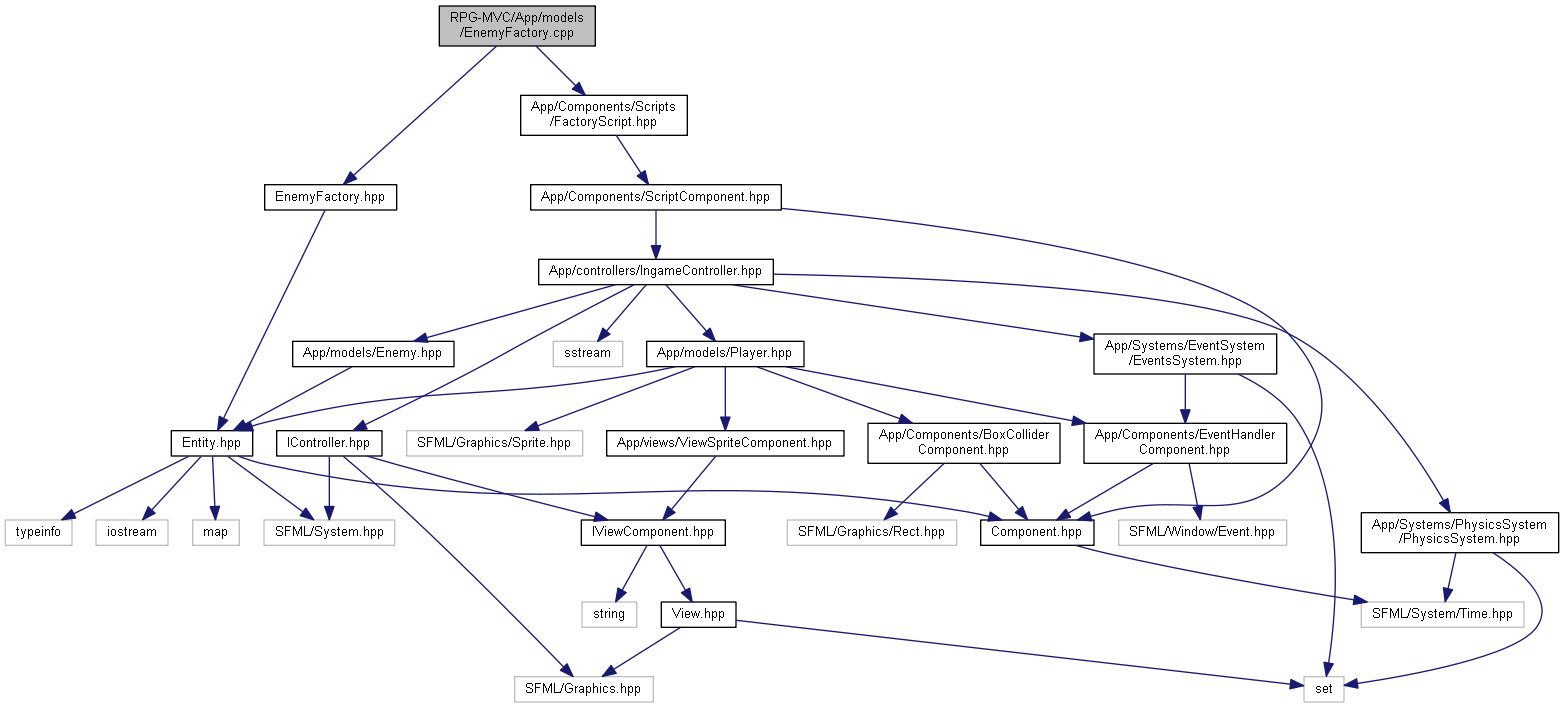 RPG-MVC/App/models
/EnemyFactory.cpp
App/Components/Scripts
/FactoryScript.hpp
EnemyFactory.hpp
App/Components/ScriptComponent.hpp
App/controllers/IngameController.hpp
App/models/Enemy.hpp
sstream
App/models/Player.hpp
App/Systems/EventSystem
/EventsSystem.hpp
Entity.hpp
IController.hpp
SFML/Graphics/Sprite.hpp
App/views/ViewSpriteComponent.hpp
App/Components/BoxCollider
Component.hpp
App/Components/EventHandler
Component.hpp
typeinfo
iostream
map
SFML/System.hpp
IViewComponent.hpp
SFML/Graphics/Rect.hpp
Component.hpp
SFML/Window/Event.hpp
App/Systems/PhysicsSystem
/PhysicsSystem.hpp
string
View.hpp
SFML/System/Time.hpp
SFML/Graphics.hpp
set